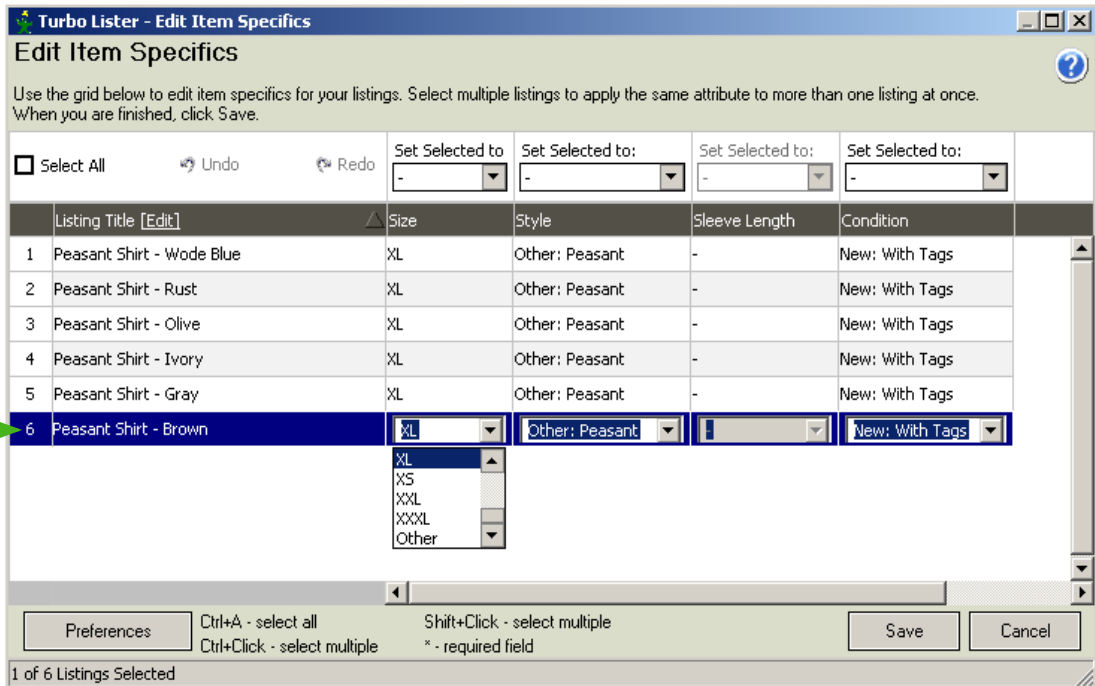 Turbo Lister - Edit Item Specifics
Edit Item Specifics
Use the grid below to edit item specifics for your listings. Select multiple listings to apply the same attribute to more than one listing at once.
When you are finished, click Save.
Select All Undo Redo Set Selected to Set Selected to: Set Selected to: Set Selected to:
- - - -
Listing Title [Edit] Size Style Sleeve Length Condition
1 Peasant Shirt - Wode Blue XL Other: Peasant - New: With Tags
2 Peasant Shirt - Rust XL Other: Peasant - New: With Tags
3 Peasant Shirt - Olive XL Other: Peasant - New: With Tags
4 Peasant Shirt - Ivory XL Other: Peasant - New: With Tags
5 Peasant Shirt - Gray XL Other: Peasant - New: With Tags
6 Peasant Shirt - Brown XL Other: Peasant - New: With Tags
XL
XS
XXL
XXXL
Other
Preferences Ctrl+A - select all Shift+Click - select multiple Save Cancel
Ctrl+Click - select multiple * - required field
1 of 6 Listings Selected